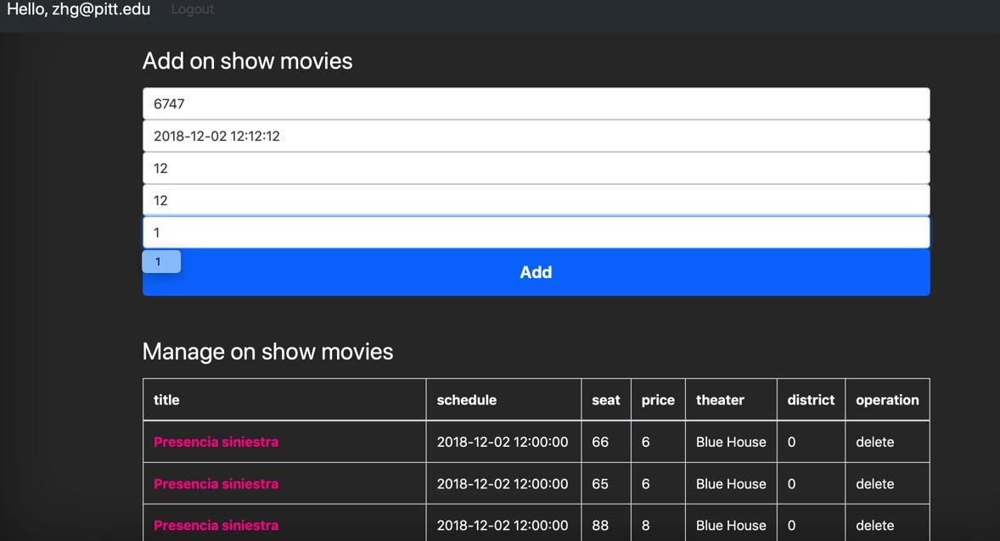 Hello, zhg@pitt.edu Logout
Add on show movies
6747
2018-12-02 12:12:12
12
12
1
1
Add
Manage on show movies
title schedule seat price theater district operation
Presencia siniestra 2018-12-02 12:00:00 66 6 Blue House 0 delete
Presencia siniestra 2018-12-02 12:00:00 65 6 Blue House 0 delete
Presencia siniestra 2018-12-02 12:00:00 88 8 Blue House 0 delete